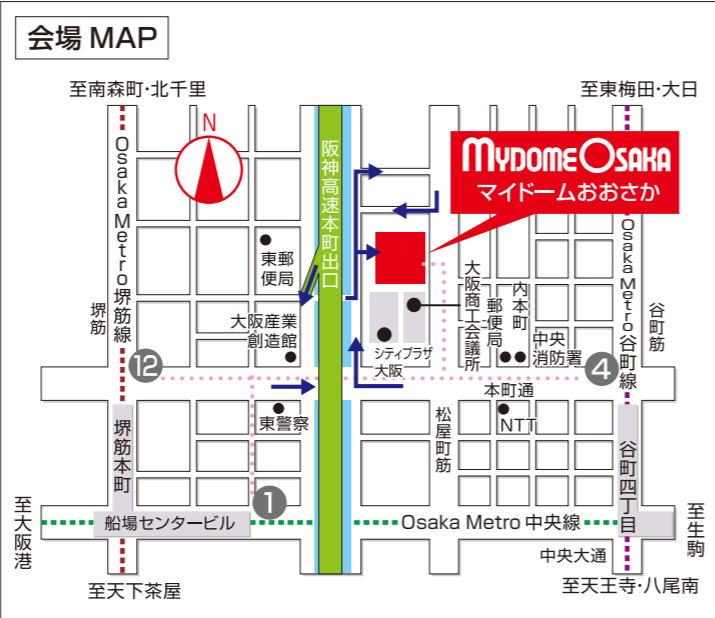 会場 MAP
至南森町・北千里
至東梅田・大日
N
MYDOME OSAKA
マイドームおおさか
阪神高速本町出口
Osaka Metro 堺筋線
堺筋
東郵
便局
大阪産業
創造館
大阪商工会議所
内本町
郵便局
中央
消防署
Osaka Metro 谷町線
谷町筋
シティプラザ
大阪
12
4
本町通
NTT
東警察
松屋町筋
堺筋本町
谷町四丁目
1
至大阪港
船場センタービル
Osaka Metro 中央線
至生駒
中央大通
至天下茶屋
至天王寺・八尾南